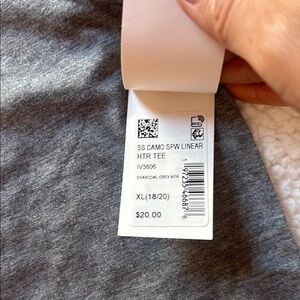 SS CAMO SPW LINEAR
HTR TEE
IV3806
CHARCOAL GREY HTR
XL(18/20)
$20.00